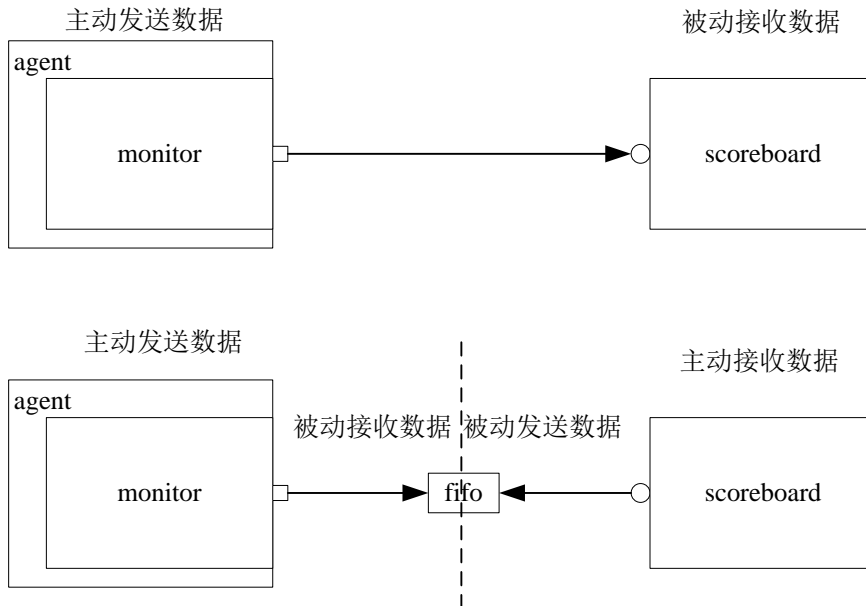 主动发送数据
被动接收数据
agent
monitor
scoreboard
主动发送数据
主动接收数据
agent
被动接收数据
被动发送数据
monitor
fifo
scoreboard